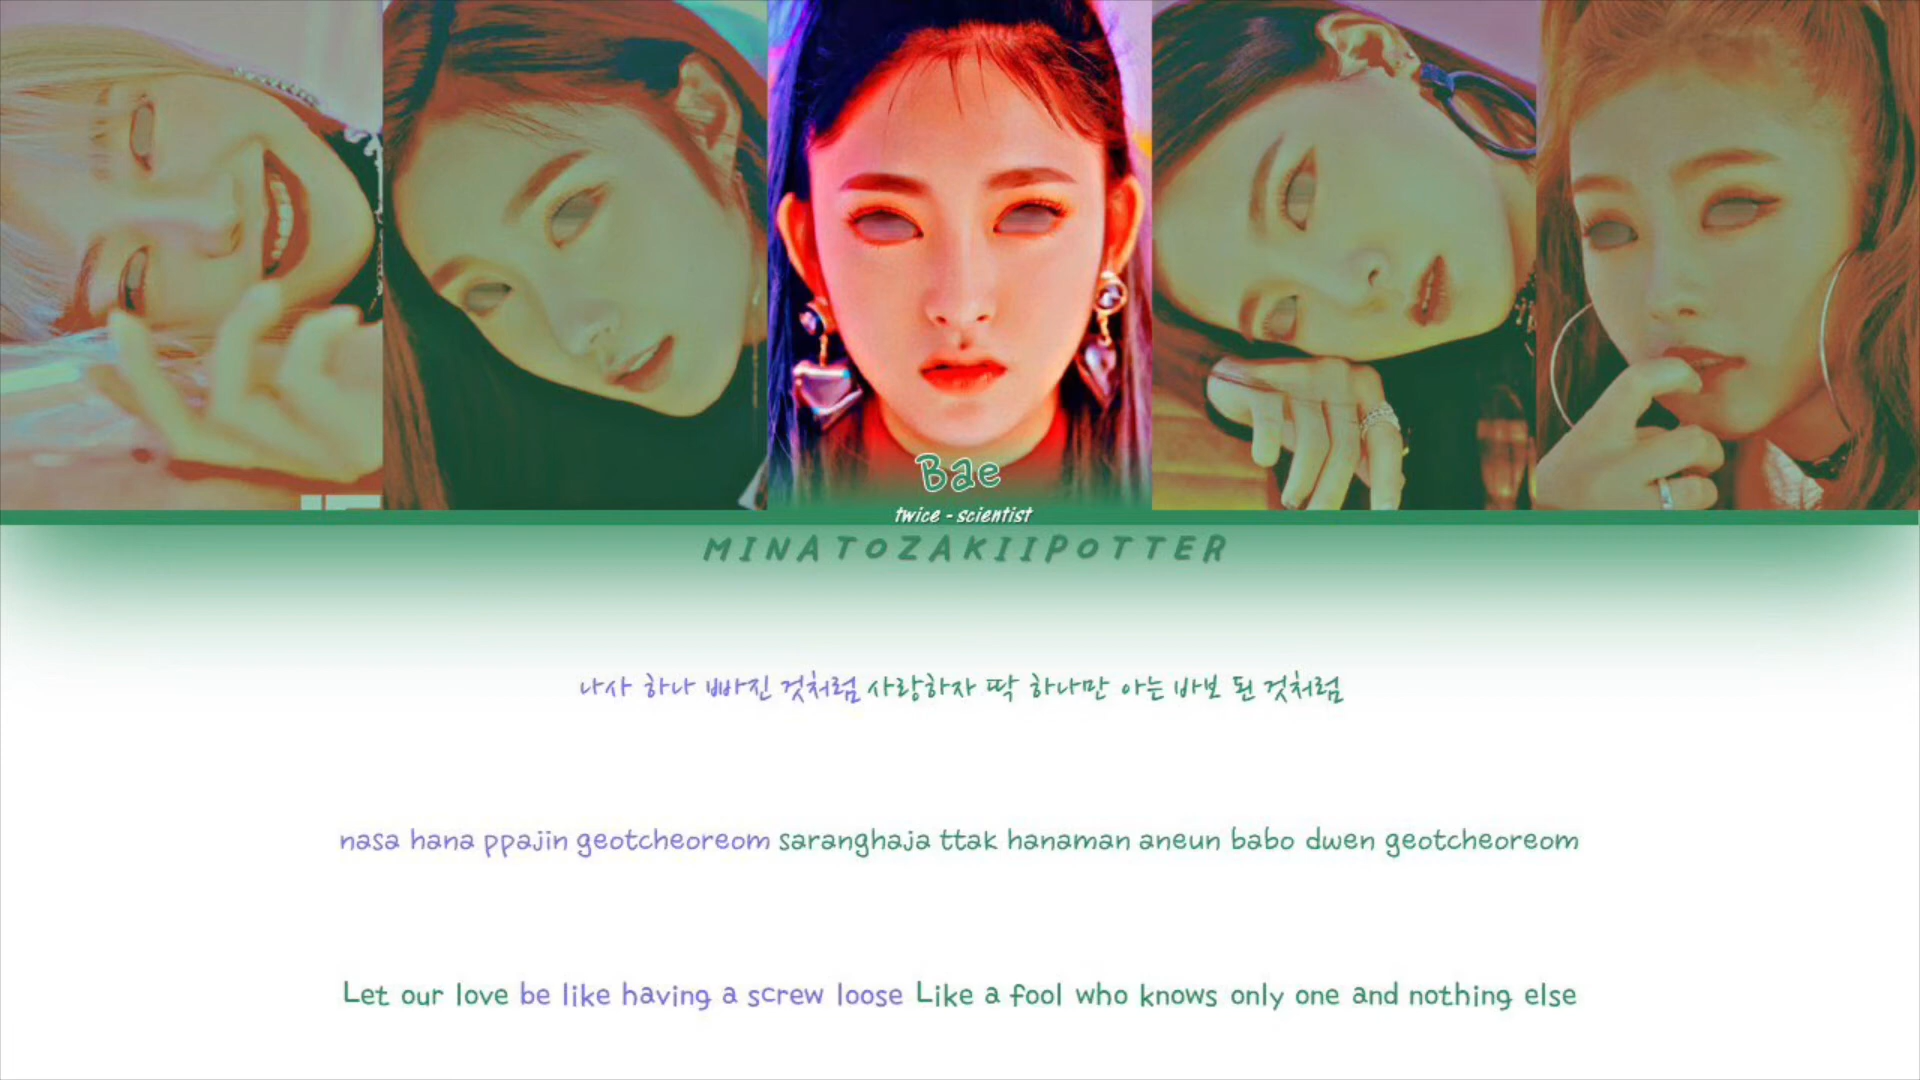 Bae
twice - scientist
MINATOZAKIIPOTTER
나사 하나 빠진 것처럼 사랑하자 딱 하나만 아는 바보 된 것처럼
nasa hana ppajin geotcheoreom saranghaja ttak hanaman aneun babo dwen geotcheoreom
Let our love be like having a screw loose Like a fool who knows only one and nothing else